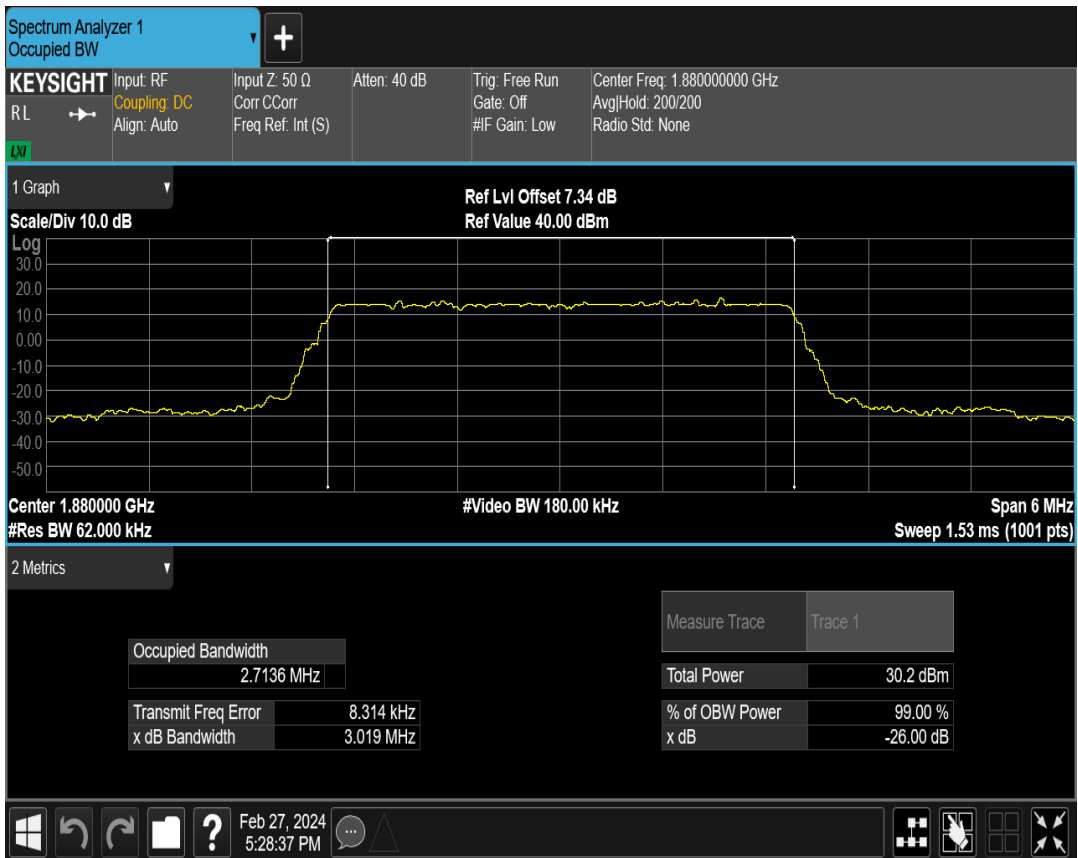 Spectrum Analyzer 1
Occupied BW
+
KEYSIGHT
RL
LXI
Input: RF
Coupling: DC
Align: Auto
Input Z: 50 Ω
Corr CCorr
Freq Ref: Int (S)
Atten: 40 dB
Trig: Free Run
Gate: Off
#IF Gain: Low
Center Freq: 1.880000000 GHz
Avg|Hold: 200/200
Radio Std: None
1 Graph
Ref Lvl Offset 7.34 dB
Scale/Div 10.0 dB
Ref Value 40.00 dBm
Log
30.0
20.0
10.0
0.00
-10.0
-20.0
-30.0
-40.0
-50.0
Center 1.880000 GHz
#Video BW 180.00 kHz
Span 6 MHz
#Res BW 62.000 kHz
Sweep 1.53 ms (1001 pts)
2 Metrics
Measure Trace Trace 1
Occupied Bandwidth
2.7136 MHz
Total Power 30.2 dBm
Transmit Freq Error 8.314 kHz
% of OBW Power 99.00 %
x dB Bandwidth 3.019 MHz
x dB -26.00 dB
?
Feb 27, 2024
5:28:37 PM